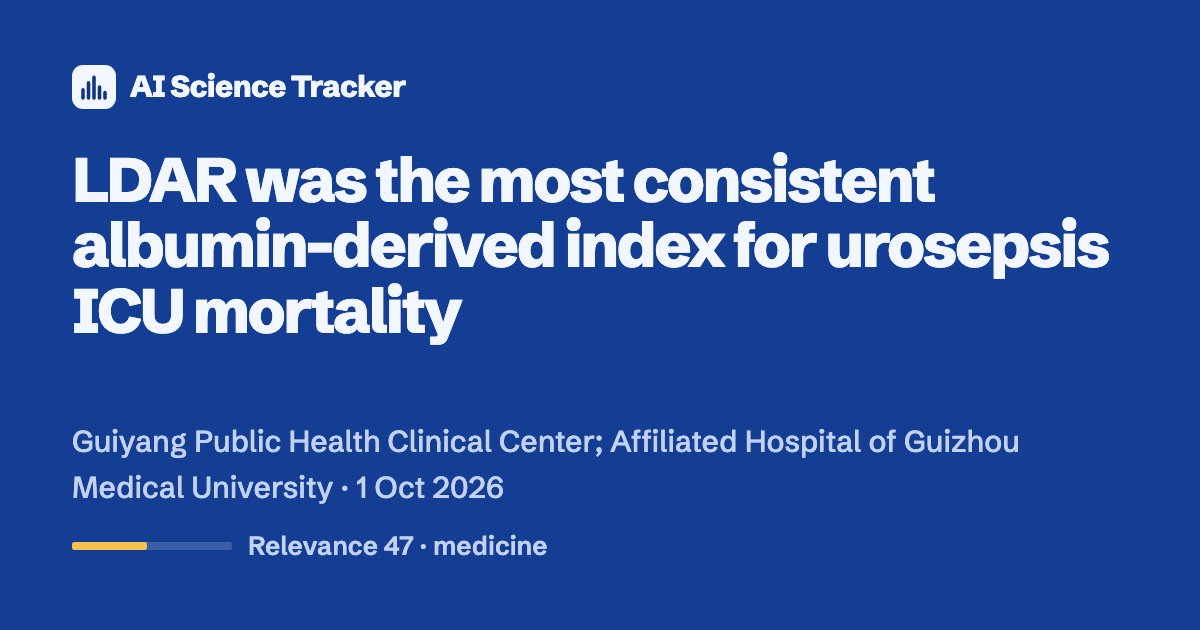 AI Science Tracker
LDAR was the most consistent
albumin-derived index for urosepsis
ICU mortality
Guiyang Public Health Clinical Center; Affiliated Hospital of Guizhou
Medical University · 1 Oct 2026
Relevance 47 · medicine